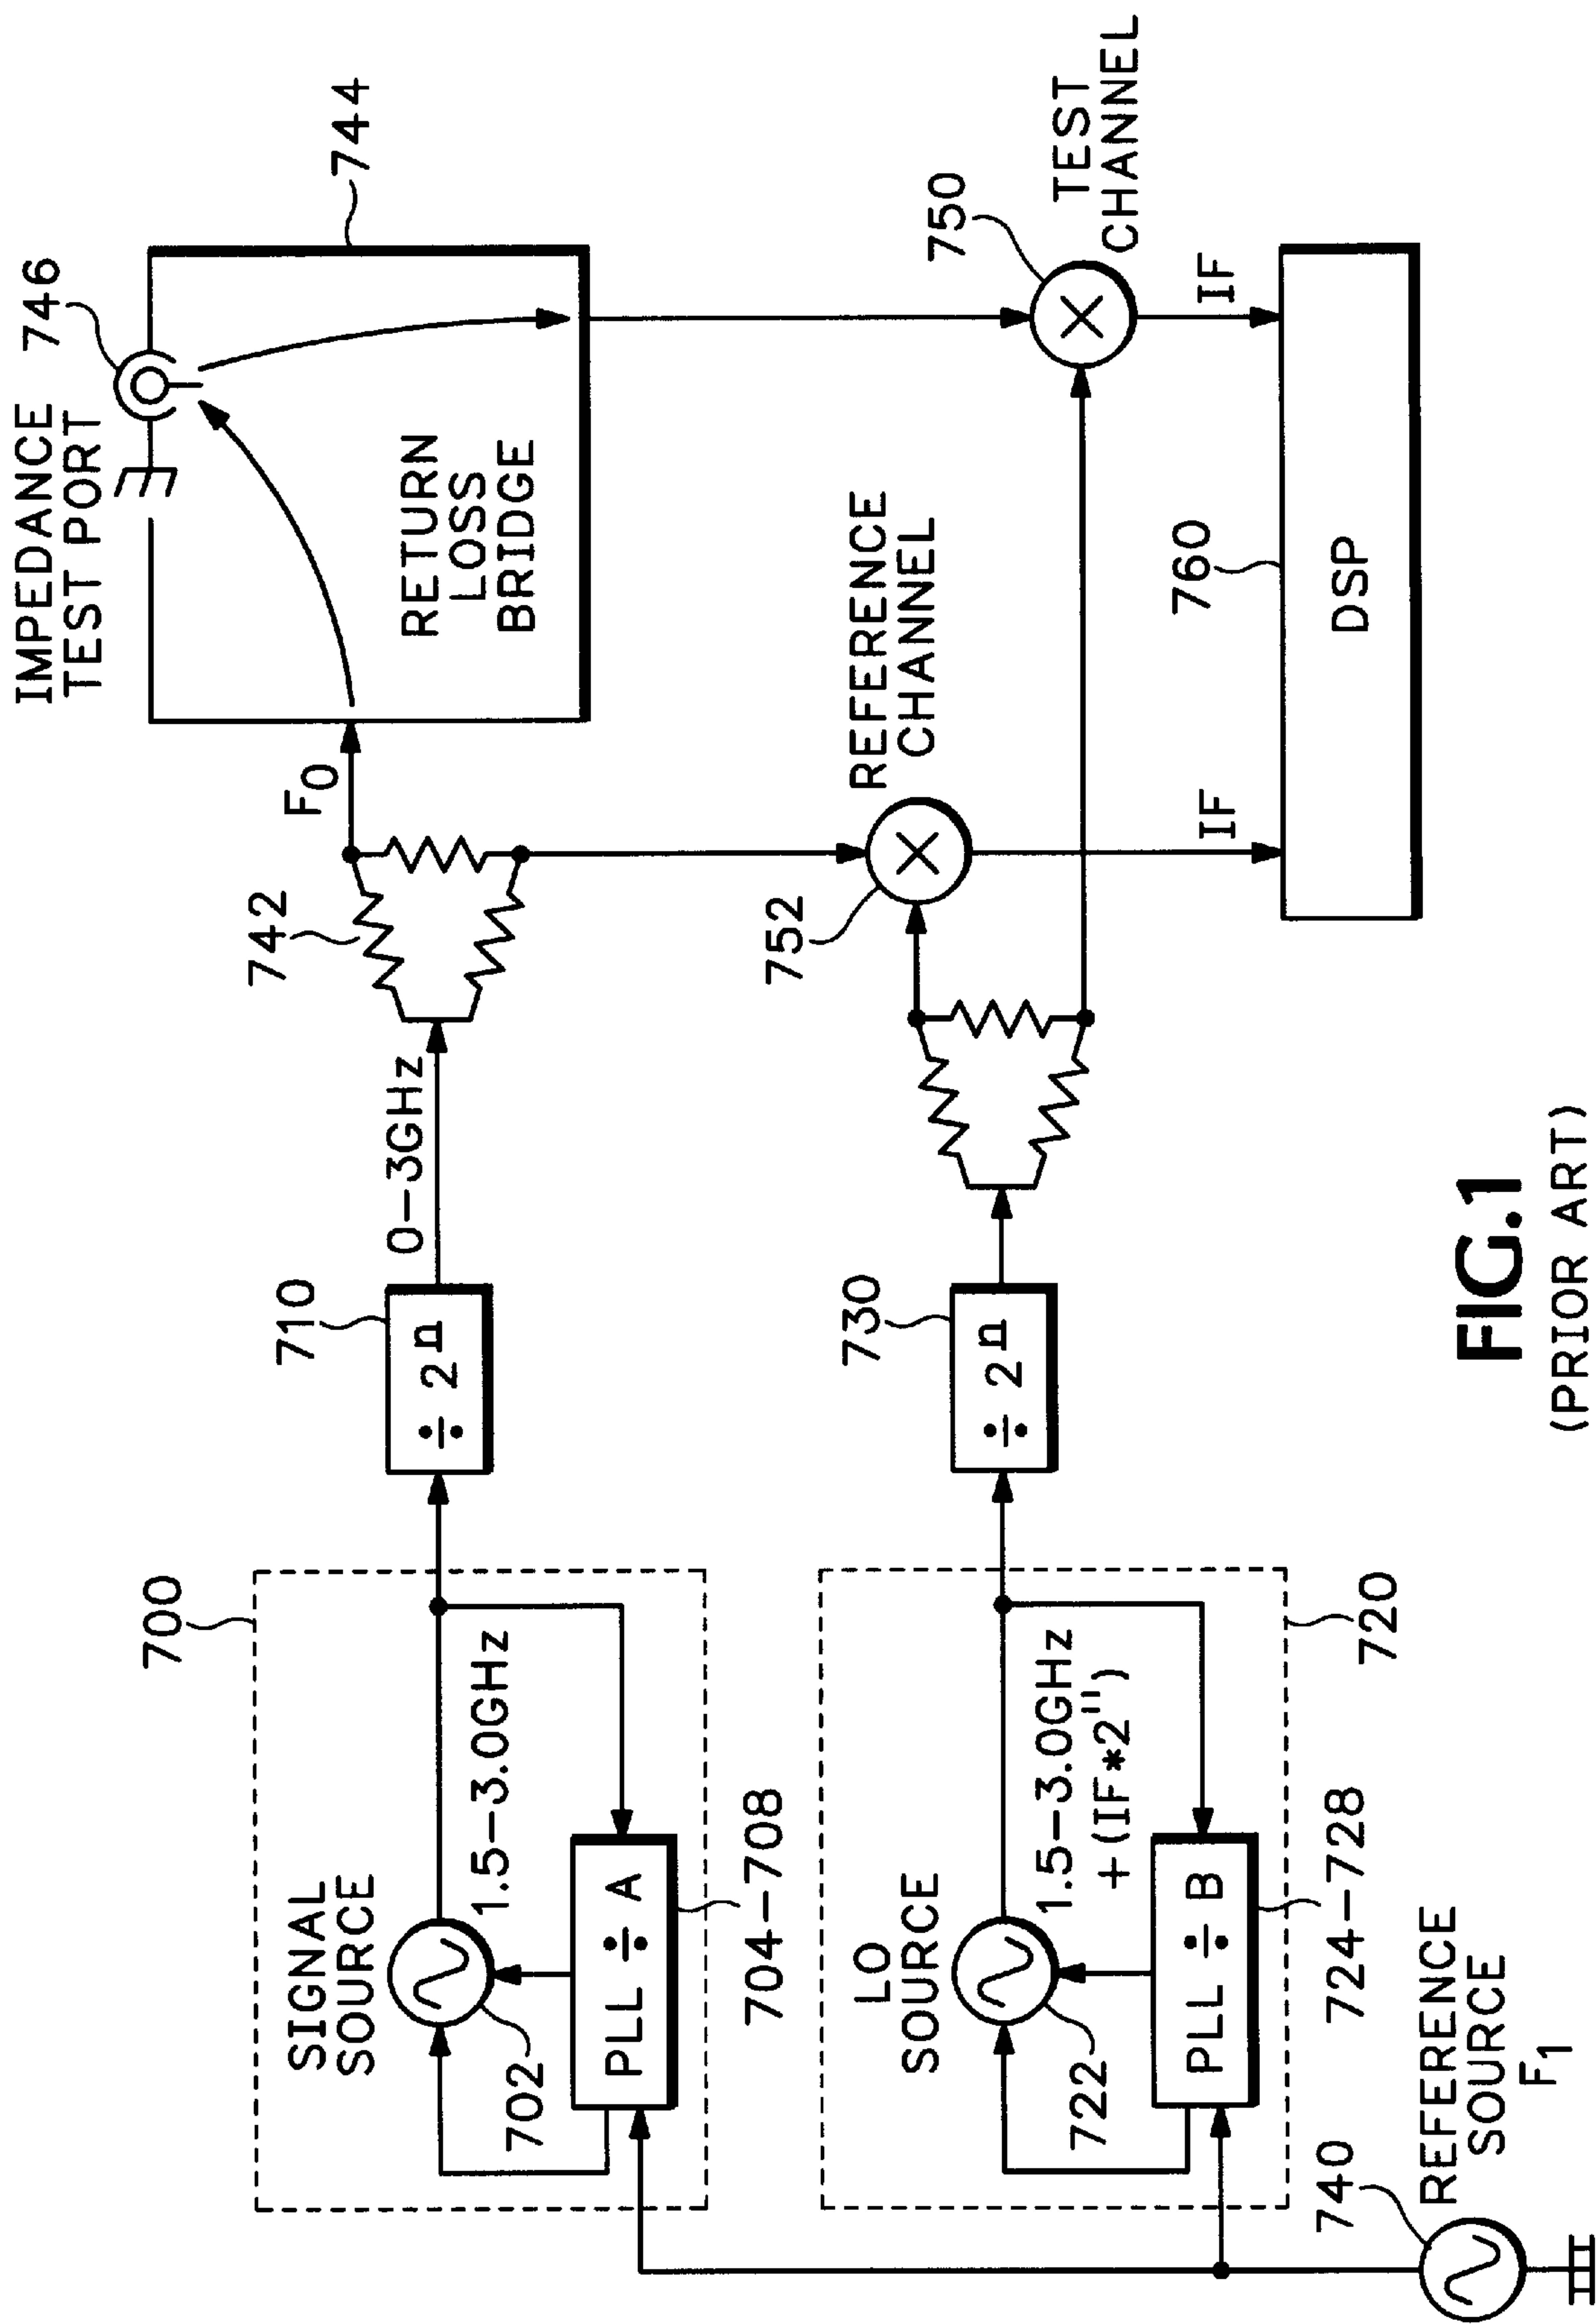 700
SIGNAL
SOURCE
702
1.5-3.0GHz
PLL ÷ A
704-708
710
÷ 2ⁿ
0-3GHz
742
F₀
IMPEDANCE
TEST PORT
746
744
RETURN
LOSS
BRIDGE
LO
SOURCE
722
1.5-3.0GHz
+(IF*2")
PLL ÷ B
724-728
720
730
÷ 2ⁿ
752
REFERENCE
CHANNEL
750
TEST
CHANNEL
IF
IF
760
DSP
740
REFERENCE
SOURCE
F₁
FIG.1
(PRIOR ART)